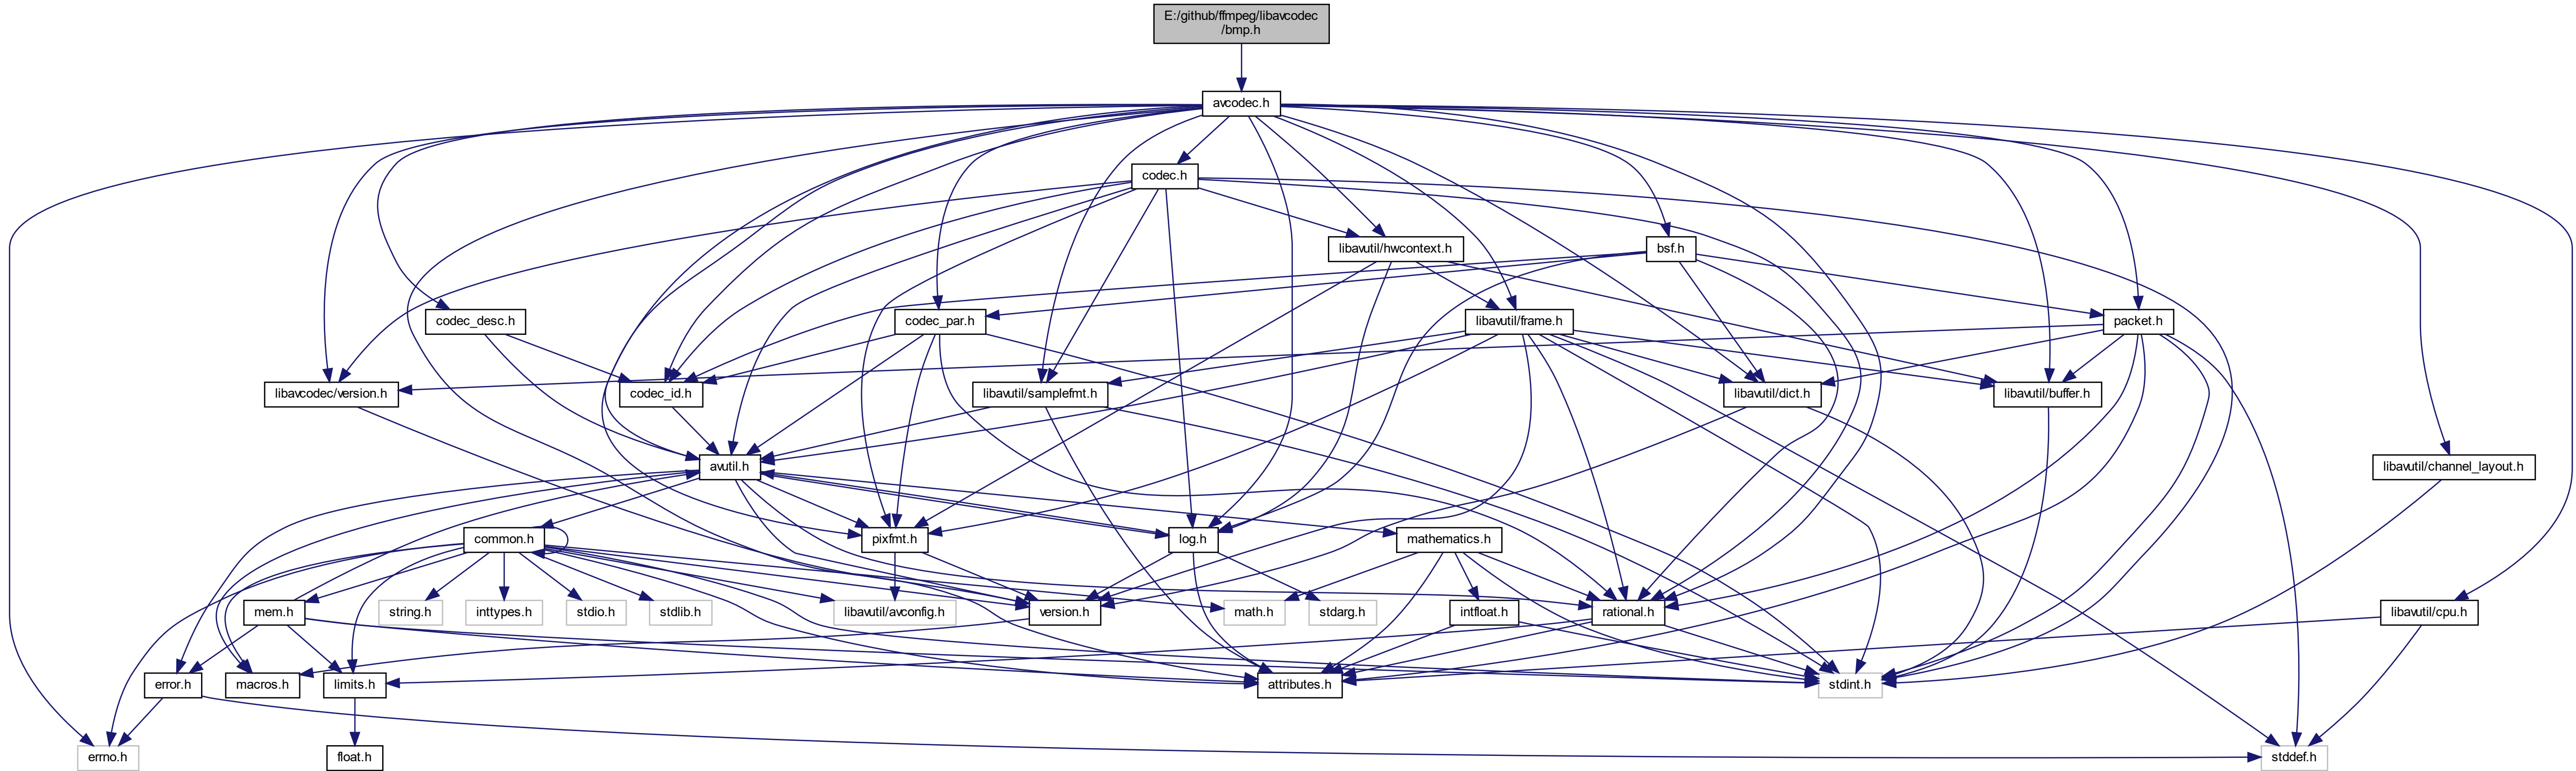 E:/github/ffmpeg/libavcodec
/bmp.h
avcodec.h
codec.h
libavutil/hwcontext.h
bsf.h
codec_desc.h
codec_par.h
libavutil/frame.h
packet.h
libavcodec/version.h
codec_id.h
libavutil/samplefmt.h
libavutil/dict.h
libavutil/buffer.h
avutil.h
libavutil/channel_layout.h
common.h
pixfmt.h
log.h
mathematics.h
mem.h
string.h
inttypes.h
stdio.h
stdlib.h
libavutil/avconfig.h
version.h
math.h
stdarg.h
intfloat.h
rational.h
libavutil/cpu.h
error.h
macros.h
limits.h
attributes.h
stdint.h
errno.h
float.h
stddef.h